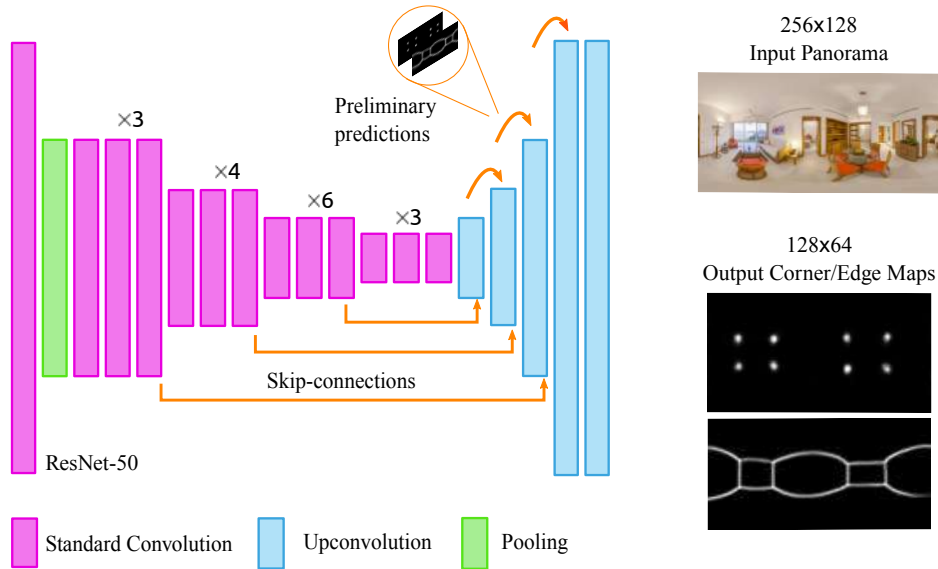 ×3
×4
×6
×3
Preliminary
predictions
Skip-connections
ResNet-50
Standard Convolution
Upconvolution
Pooling
256x128
Input Panorama
128x64
Output Corner/Edge Maps